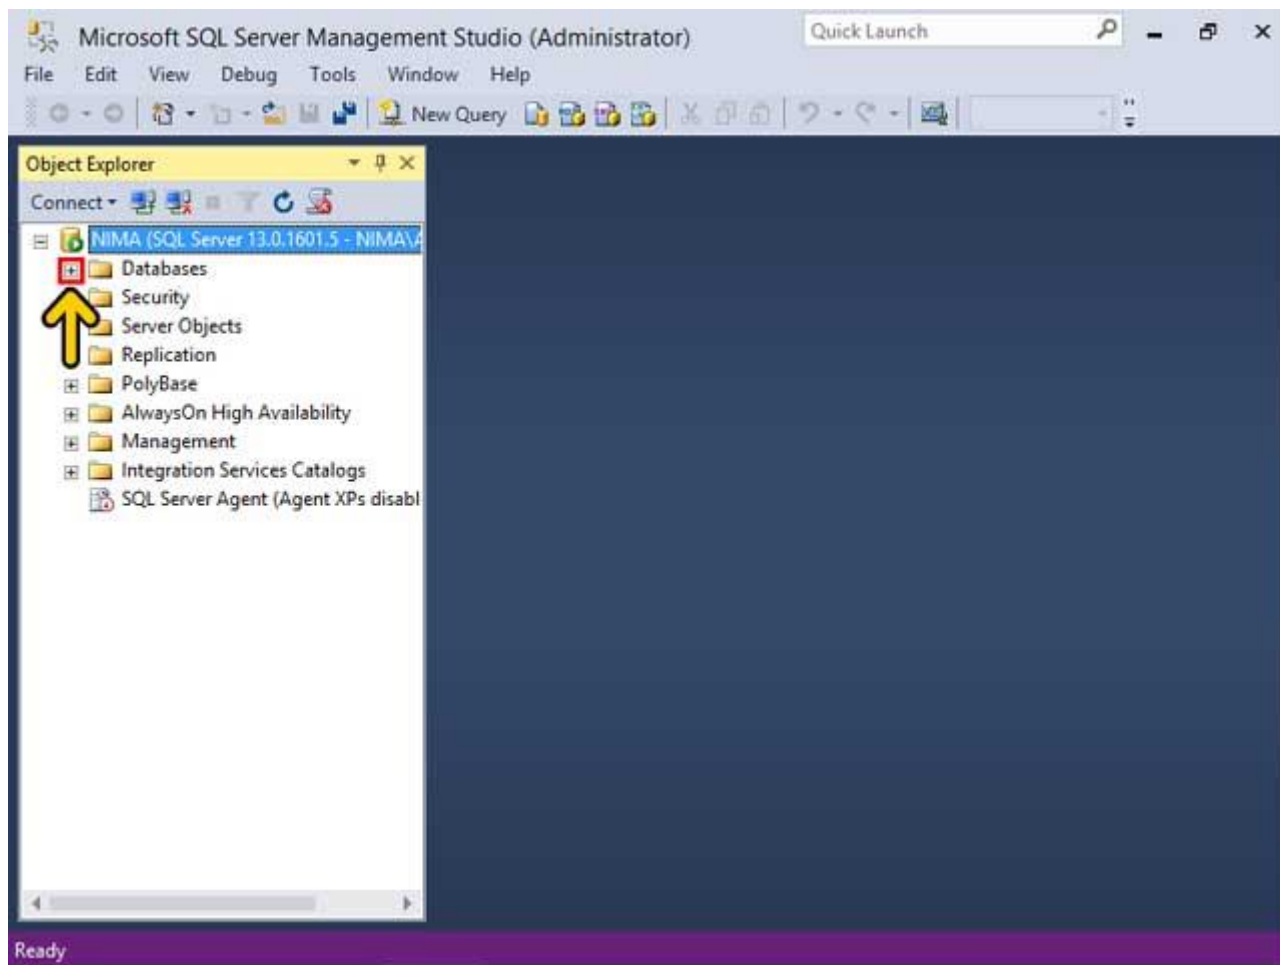 Microsoft SQL Server Management Studio (Administrator)
Quick Launch
File Edit View Debug Tools Window Help
New Query
Object Explorer
Connect
NIMA (SQL Server 13.0.1601.5 - NIMA\A
Databases
Security
Server Objects
Replication
PolyBase
AlwaysOn High Availability
Management
Integration Services Catalogs
SQL Server Agent (Agent XPs disabl
Ready